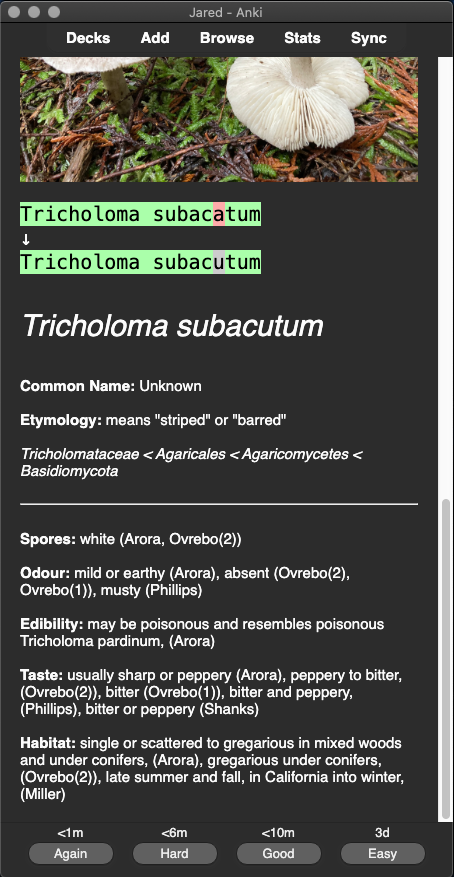 Jared - Anki
Decks Add Browse Stats Sync
Tricholoma subacatum
↓
Tricholoma subacutum
Tricholoma subacutum
Common Name: Unknown
Etymology: means "striped" or "barred"
Tricholomataceae < Agaricales < Agaricomycetes <
Basidiomycota
Spores: white (Arora, Ovrebo(2))
Odour: mild or earthy (Arora), absent (Ovrebo(2),
Ovrebo(1)), musty (Phillips)
Edibility: may be poisonous and resembles poisonous
Tricholoma pardinum, (Arora)
Taste: usually sharp or peppery (Arora), peppery to bitter,
(Ovrebo(2)), bitter (Ovrebo(1)), bitter and peppery,
(Phillips), bitter or peppery (Shanks)
Habitat: single or scattered to gregarious in mixed woods
and under conifers, (Arora), gregarious under conifers,
(Ovrebo(2)), late summer and fall, in California into winter,
(Miller)
<1m <6m <10m 3d
Again Hard Good Easy